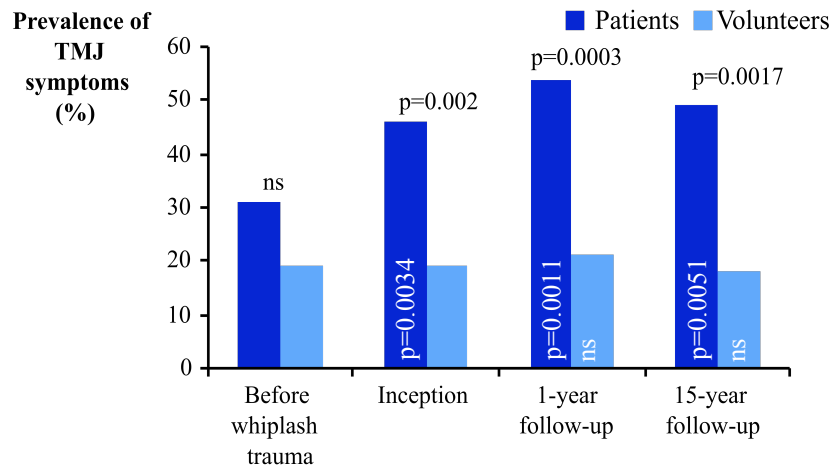 Prevalence of
TMJ
symptoms
(%)
Patients
Volunteers
60
50
40
30
20
10
0
ns
p=0.002
p=0.0003
p=0.0017
p=0.0034
p=0.0011
ns
p=0.0051
ns
Before
whiplash
trauma
Inception
1-year
follow-up
15-year
follow-up